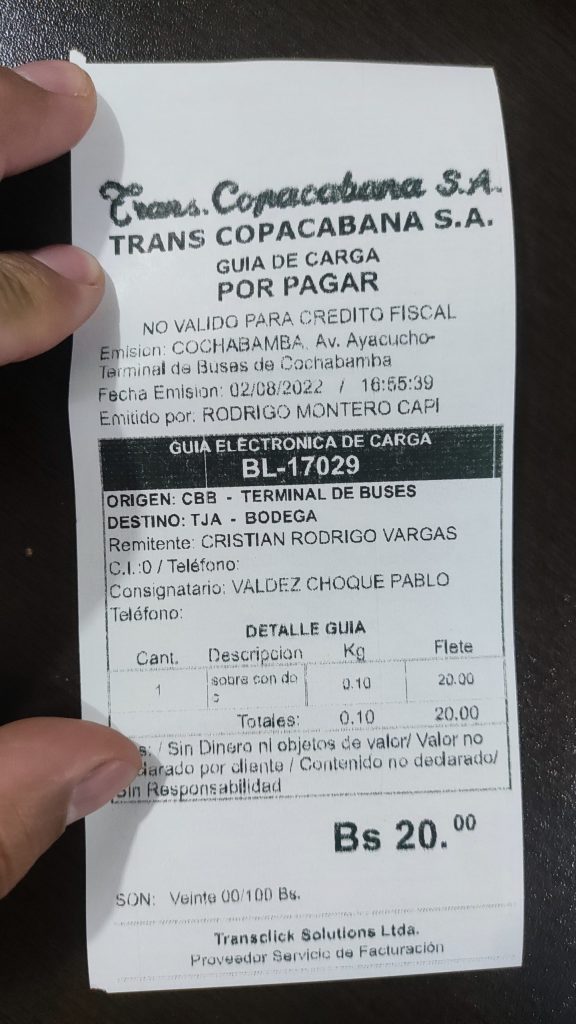 Trans. Copacabana S.A.
TRANS COPACABANA S.A.
GUIA DE CARGA
POR PAGAR
NO VALIDO PARA CREDITO FISCAL
Emision: COCHABAMBA, Av. Ayacucho-
Terminal de Buses de Cochabamba
Fecha Emision: 02/08/2022 / 16:55:39
Emitido por: RODRIGO MONTERO CAPI
GUIA ELECTRONICA DE CARGA
BL-17029
ORIGEN: CBB - TERMINAL DE BUSES
DESTINO: TJA - BODEGA
Remitente: CRISTIAN RODRIGO VARGAS
C.I.:0 / Teléfono:
Consignatario: VALDEZ CHOQUE PABLO
Teléfono:
DETALLE GUIA
Cant. Descripcion Kg Flete
1 sobra con do 0.10 20.00
s
Totales: 0.10 20.00
/ Sin Dinero ni objetos de valor/ Valor no
por cliente / Contenido no declarado/
Sin Responsabilidad
Bs 20.00
SON: Veinte 00/100 Bs.
Transclick Solutions Ltda.
Proveedor Servicio de Facturación